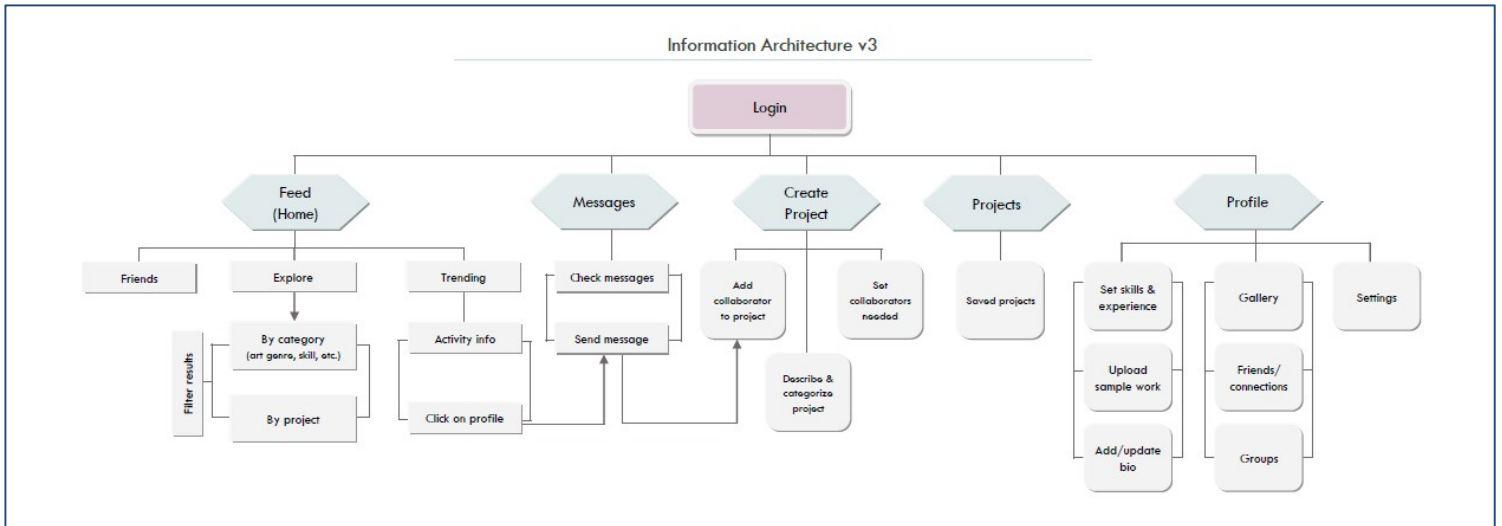 Information Architecture v3
Login
Feed
(Home)
Messages
Create
Project
Projects
Profile
Friends
Explore
Trending
Check messages
Add
collaborator
to project
Set
collaborators
needed
Saved projects
Set skills &
experience
Gallery
Settings
Filter results
By category
(art genre, skill, etc.)
Activity info
Send message
Describe &
categorize
project
Upload
sample work
Friends/
connections
By project
Click on profile
Add/update
bio
Groups